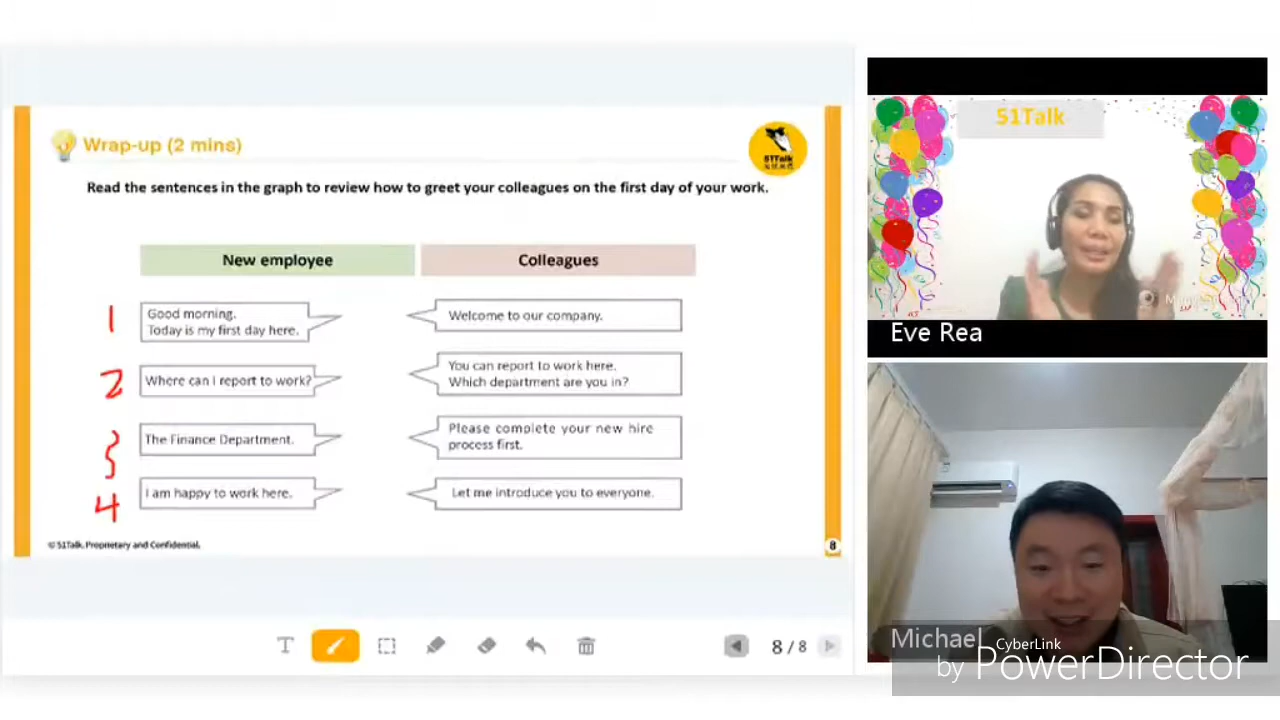 Wrap-up (2 mins)
51Talk
Read the sentences in the graph to review how to greet your colleagues on the first day of your work.
New employee
Colleagues
1
Good morning.
Today is my first day here.
Welcome to our company.
2
Where can I report to work?
You can report to work here.
Which department are you in?
3
The Finance Department.
Please complete your new hire
process first.
4
I am happy to work here.
Let me introduce you to everyone.
© 51Talk. Proprietary and Confidential.
8
T
8 / 8
51Talk
Eve Rea
Michael
CyberLink
by PowerDirector